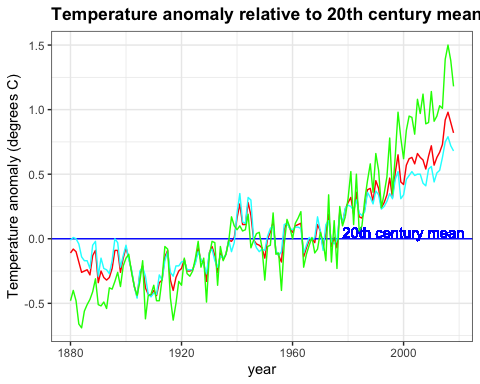 Temperature anomaly relative to 20th century mean
Temperature anomaly (degrees C)
1.5
1.0
0.5
0.0
-0.5
20th century mean
1880
1920
1960
2000
year